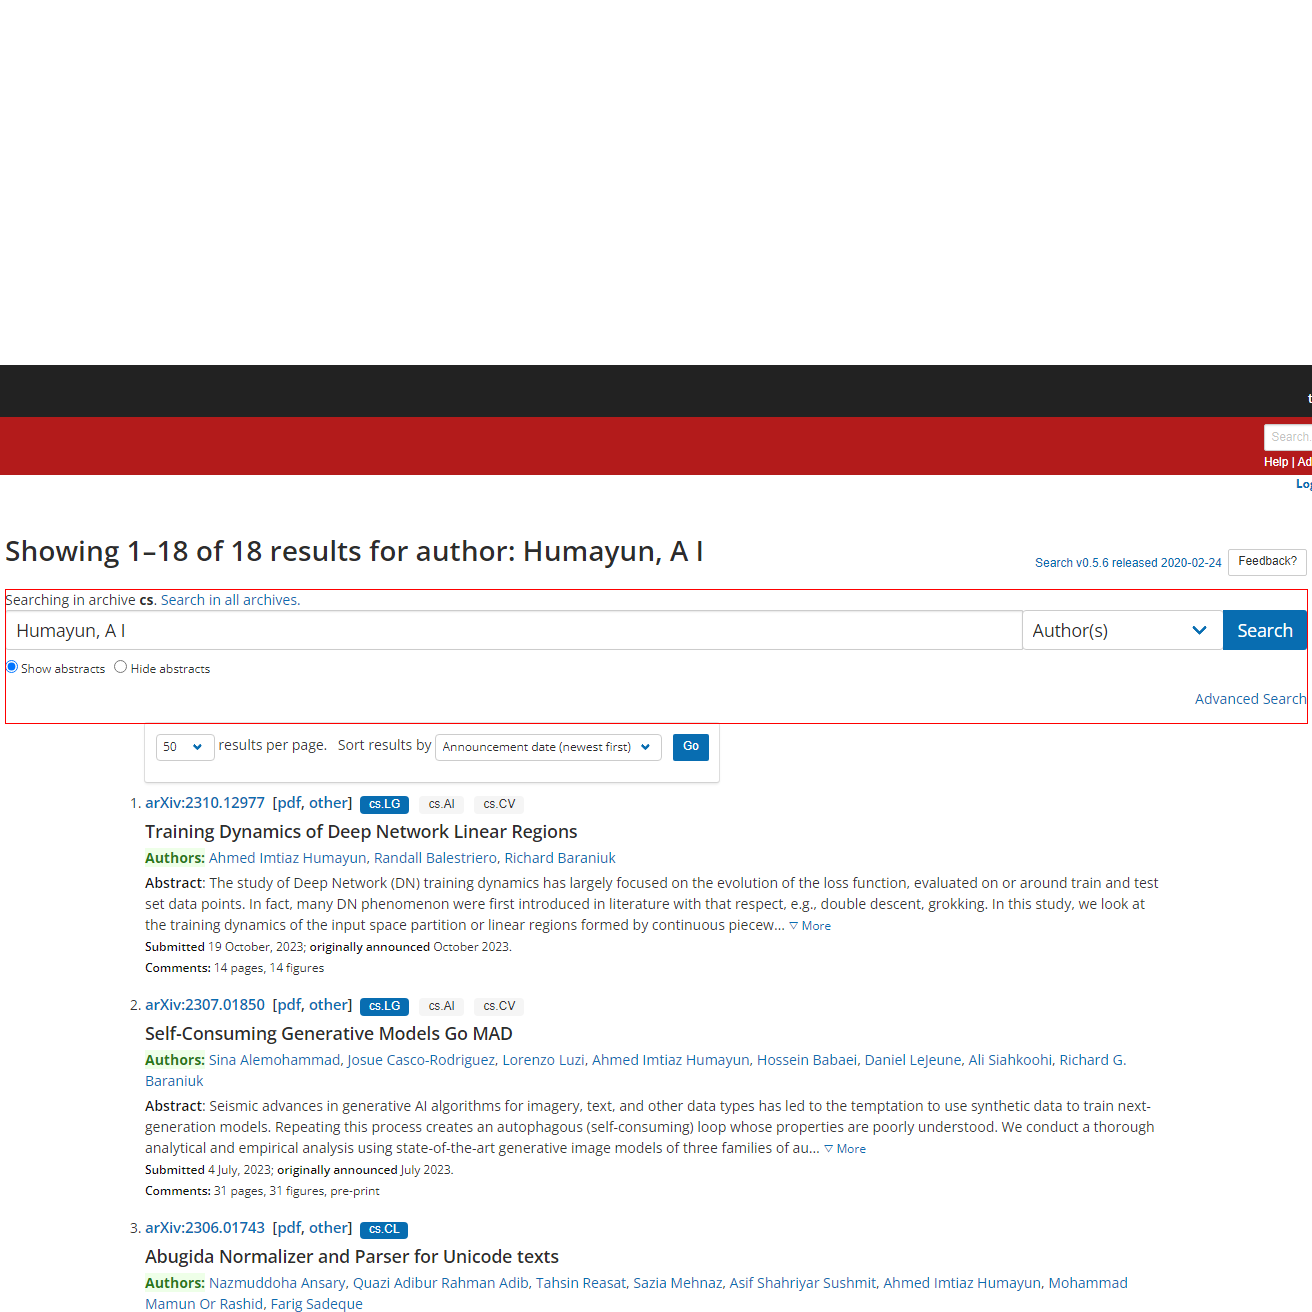 Search.
Help | Ad
Showing 1–18 of 18 results for author: Humayun, A I
Search v0.5.6 released 2020-02-24 Feedback?
Searching in archive cs. Search in all archives.
Humayun, A I Author(s) Search
Show abstracts Hide abstracts
Advanced Search
50 results per page. Sort results by Announcement date (newest first) Go
1. arXiv:2310.12977 [pdf, other] cs.LG cs.AI cs.CV
Training Dynamics of Deep Network Linear Regions
Authors: Ahmed Imtiaz Humayun, Randall Balestriero, Richard Baraniuk
Abstract: The study of Deep Network (DN) training dynamics has largely focused on the evolution of the loss function, evaluated on or around train and test
set data points. In fact, many DN phenomenon were first introduced in literature with that respect, e.g., double descent, grokking. In this study, we look at
the training dynamics of the input space partition or linear regions formed by continuous piecew… ▽ More
Submitted 19 October, 2023; originally announced October 2023.
Comments: 14 pages, 14 figures
2. arXiv:2307.01850 [pdf, other] cs.LG cs.AI cs.CV
Self-Consuming Generative Models Go MAD
Authors: Sina Alemohammad, Josue Casco-Rodriguez, Lorenzo Luzi, Ahmed Imtiaz Humayun, Hossein Babaei, Daniel LeJeune, Ali Siahkoohi, Richard G.
Baraniuk
Abstract: Seismic advances in generative AI algorithms for imagery, text, and other data types has led to the temptation to use synthetic data to train next-
generation models. Repeating this process creates an autophagous (self-consuming) loop whose properties are poorly understood. We conduct a thorough
analytical and empirical analysis using state-of-the-art generative image models of three families of au… ▽ More
Submitted 4 July, 2023; originally announced July 2023.
Comments: 31 pages, 31 figures, pre-print
3. arXiv:2306.01743 [pdf, other] cs.CL
Abugida Normalizer and Parser for Unicode texts
Authors: Nazmuddoha Ansary, Quazi Adibur Rahman Adib, Tahsin Reasat, Sazia Mehnaz, Asif Shahriyar Sushmit, Ahmed Imtiaz Humayun, Mohammad
Mamun Or Rashid, Farig Sadeque